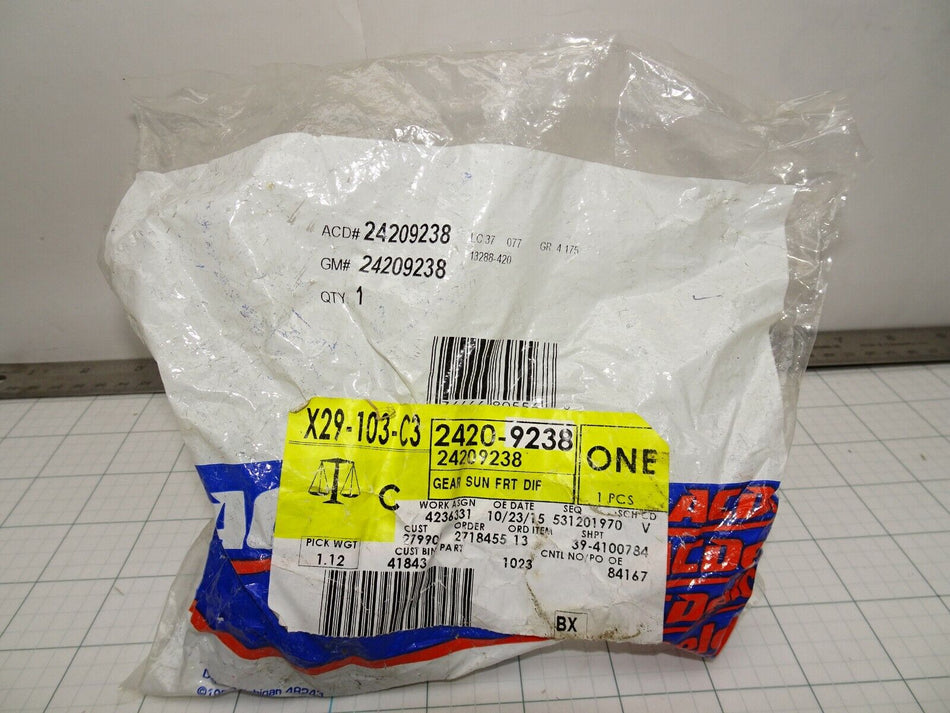 ACD# 24209238 LC 37 077 GR 4.175
13288-420
GM# 24209238
QTY 1
X29-103-C3
2420-9238
24209238
GEAR SUN FRT DIF
ONE
1 PCS
C
WORK ASGN OE DATE SEQ SCH CD
4236331 10/23/15 531201970 V
CUST ORDER ORD ITEM SHPT
27990 2718455 13 39-4100784
PICK WGT
1.12
CUST BIN PART CNTL NO/PO OE
41843 1023 84167
BX
ACD